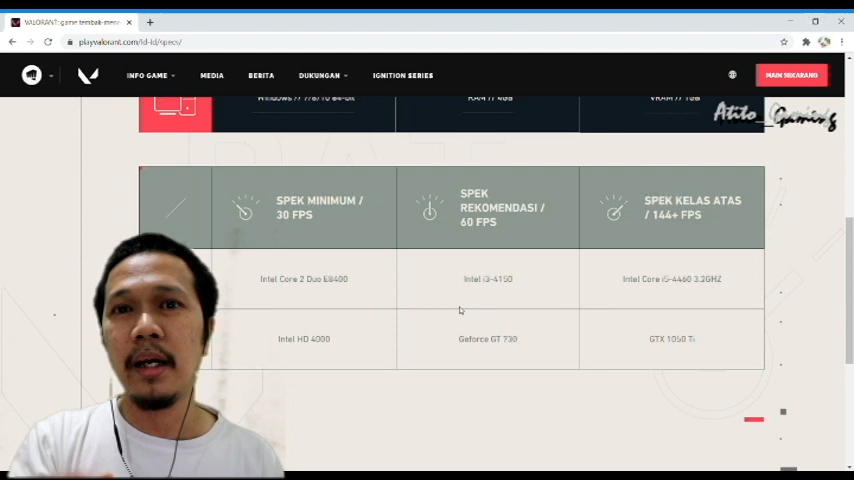 VALORANT: game tembak-mene
playvalorant.com/id-id/specs/
INFO GAME
MEDIA
BERITA
DUKUNGAN
IGNITION SERIES
MAIN SEKARANG
Windows 7/8/10 64-bit
RAM // 4GB
VRAM // 1GB
Atito_Gaming
SPEK MINIMUM /
30 FPS
SPEK
REKOMENDASI /
60 FPS
SPEK KELAS ATAS
/ 144+ FPS
Intel Core 2 Duo E8400
Intel i3-4150
Intel Core i5-4460 3.2GHZ
Intel HD 4000
Geforce GT 730
GTX 1050 Ti